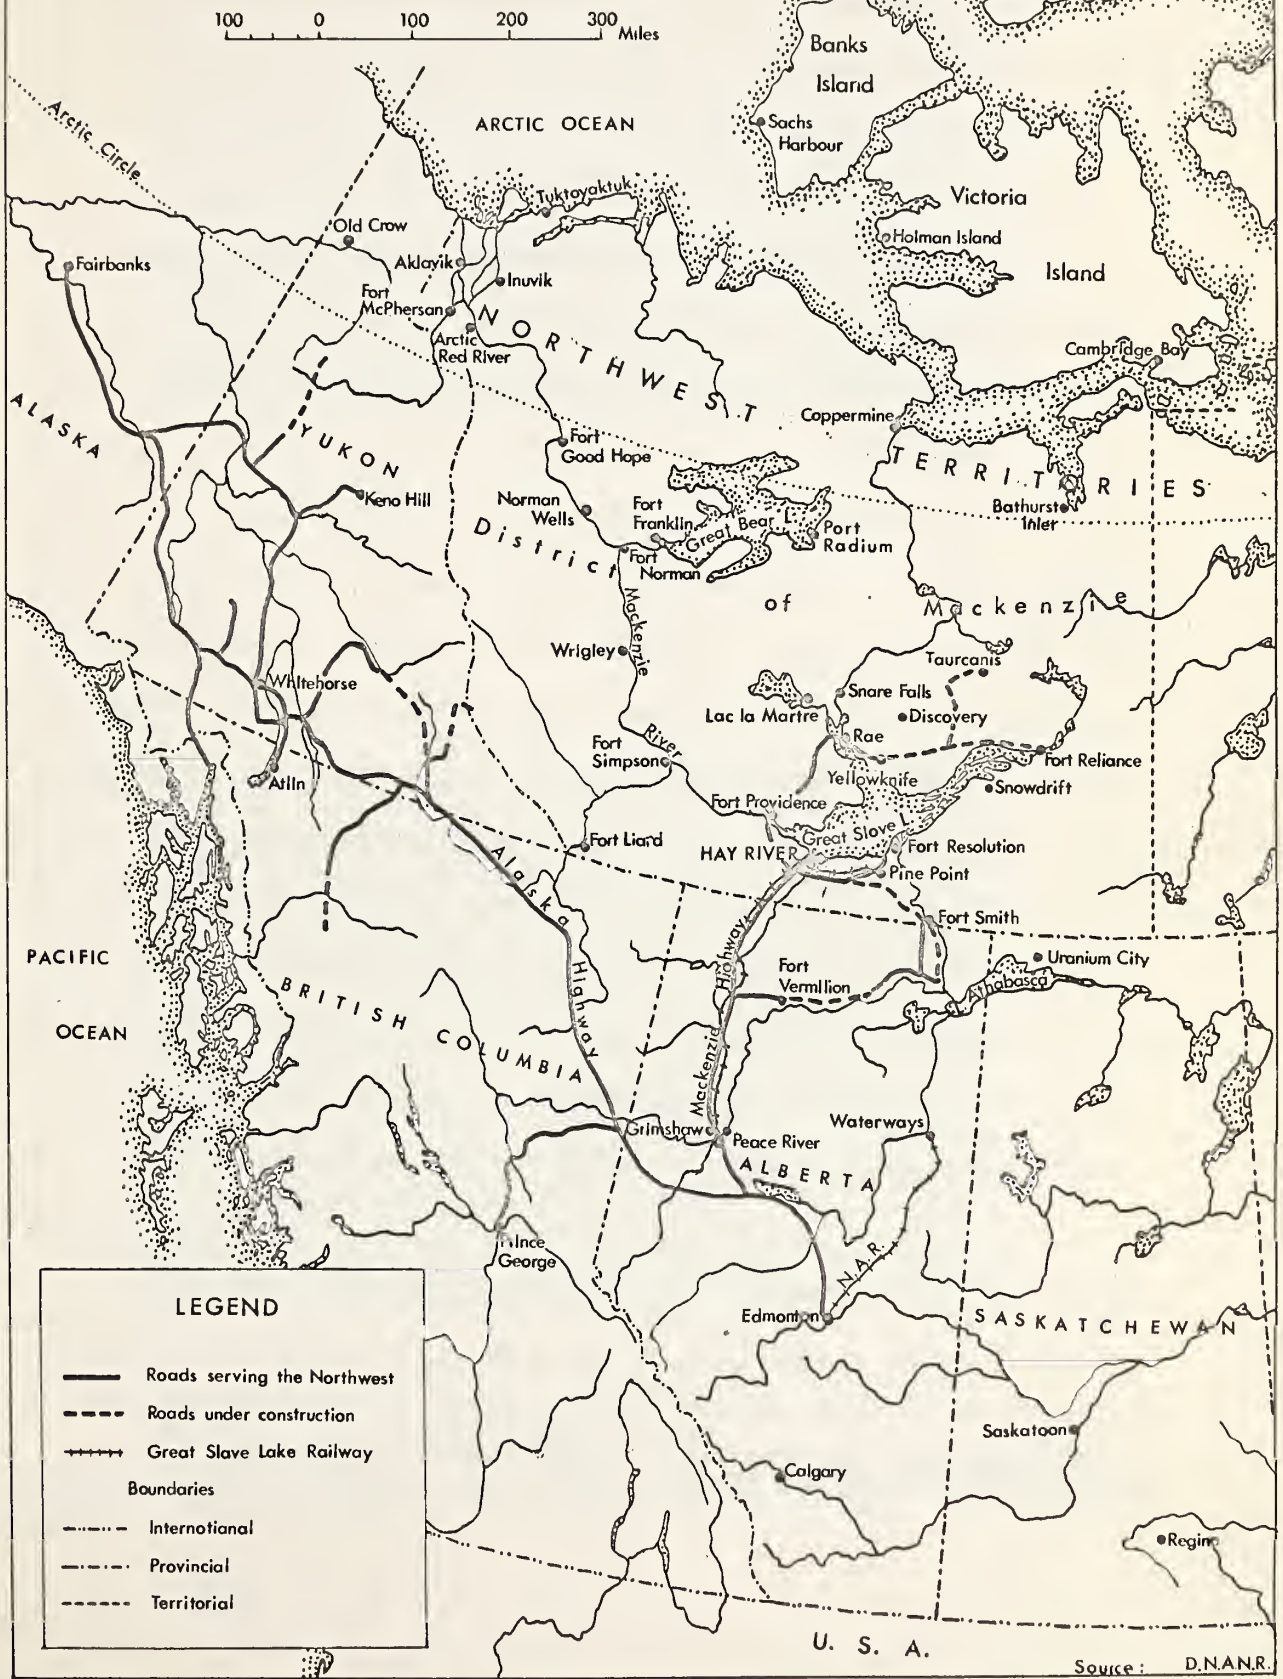 100 0 100 200 300
Miles
Banks
Island
ARCTIC OCEAN
Arctic Circle
Sachs
Harbour
Tuktoyaktuk
Victoria
Island
Old Crow
Holman Island
Fairbanks
Aklavik
Inuvik
Fort
McPhersan
Arctic
Red River
NORTHWEST
Cambridge Bay
ALASKA
Coppermine
YUKON
Fort
Good Hope
TERRITORIES
Keno Hill
Norman
Wells
Fort
Franklin
Great Bear L.
Port
Radium
Bathurst
Inlet
District
Fort
Norman
of
Mackenzie
Mackenzie
Wrigley
Taurcanis
Whitehorse
Snare Falls
Lac la Martre
Discovery
Rae
River
Fort
Simpson
Fort Reliance
Atlin
Yellowknife
Snowdrift
Fort Providence
Great Slove L.
Fort Liard
HAY RIVER
Fort Resolution
Alaska
Pine Point
Fort Smith
PACIFIC
OCEAN
Highway
Highway
Uranium City
Fort
Vermilion
L. Athabasca
BRITISH COLUMBIA
Mackenzie
Grimshaw
Waterways
Peace River
ALBERTA
Prince
George
N.A.R.
Edmonton
SASKATCHEWAN
Saskatoon
Calgary
Regina
LEGEND
Roads serving the Northwest
Roads under construction
Great Slave Lake Railway
Boundaries
Internotianal
Provincial
Territorial
U. S. A.
Source : D.N.AN.R.